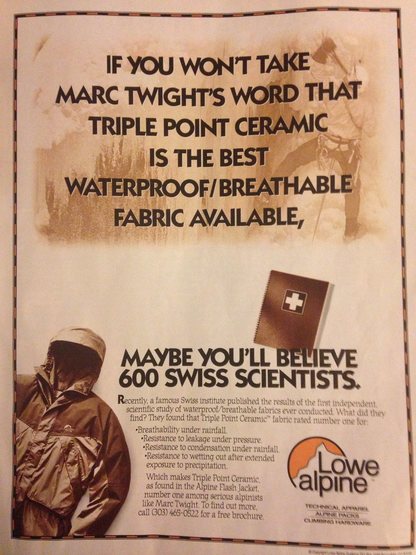 IF YOU WON'T TAKE
MARC TWIGHT'S WORD THAT
TRIPLE POINT CERAMIC
IS THE BEST
WATERPROOF/BREATHABLE
FABRIC AVAILABLE,
MAYBE YOU'LL BELIEVE
600 SWISS SCIENTISTS.
Recently, a famous Swiss institute published the results of the first independent,
scientific study of waterproof/breathable fabrics ever conducted. What did they
find? They found that Triple Point Ceramic™ fabric rated number one for:
•Breathability under rainfall.
•Resistance to leakage under pressure.
•Resistance to condensation under rainfall.
•Resistance to wetting out after extended
exposure to precipitation.
Which makes Triple Point Ceramic,
as found in the Alpine Flash Jacket,
number one among serious alpinists
like Marc Twight. To find out more,
call (303) 465-0522 for a free brochure.
Lowe
alpine
TECHNICAL APPAREL
ALPINE PACKS
CLIMBING HARDWARE